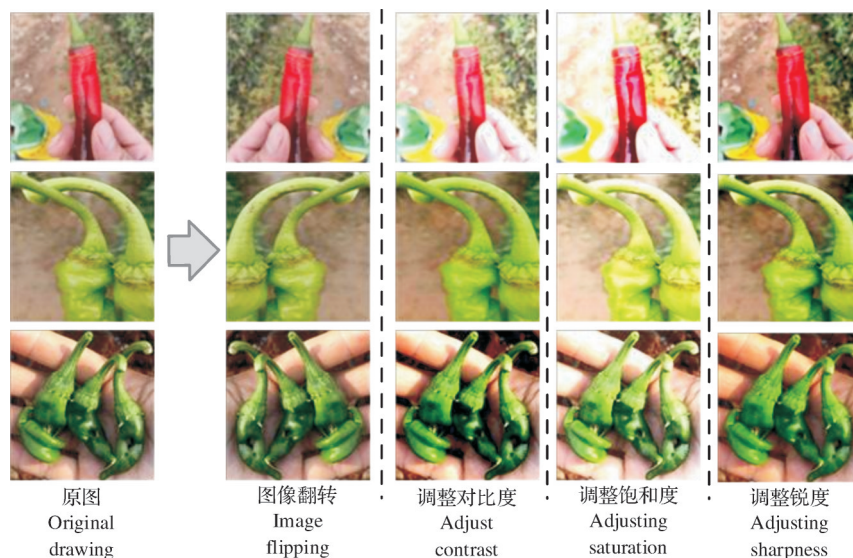 原图
Original
drawing
图像翻转
Image
flipping
调整对比度
Adjust
contrast
调整饱和度
Adjusting
saturation
调整锐度
Adjusting
sharpness